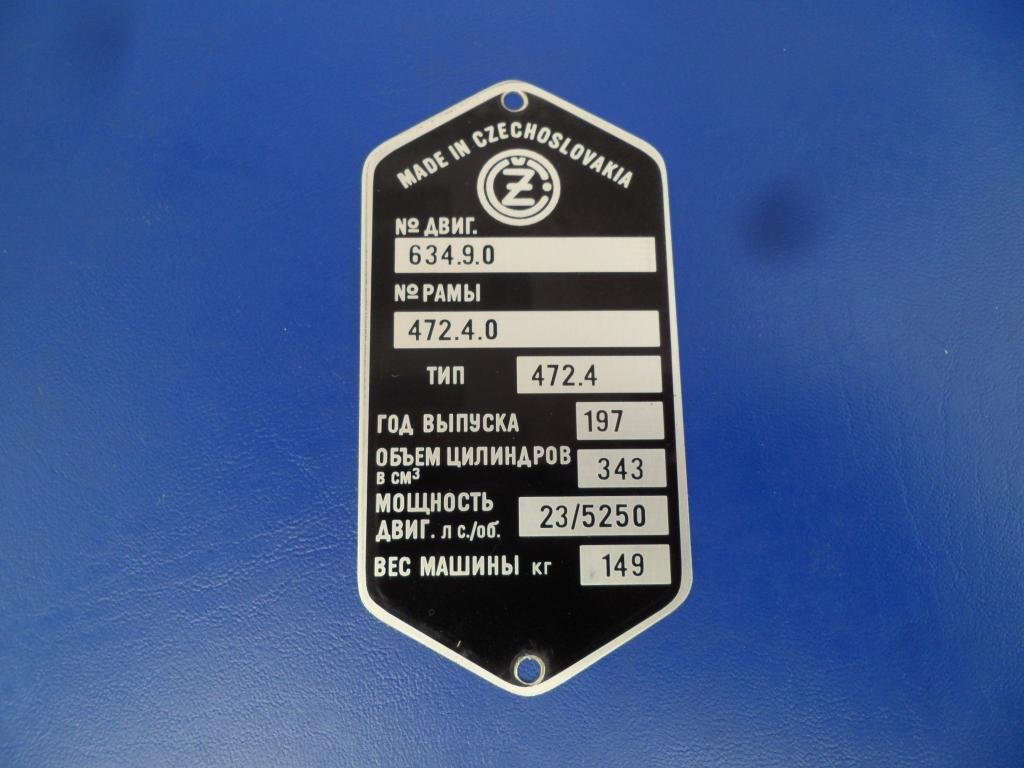 MADE IN CZECHOSLOVAKIA
ČZ
№ ДВИГ.
634.9.0
№ РАМЫ
472.4.0
ТИП 472.4
ГОД ВЫПУСКА 197
ОБЪЕМ ЦИЛИНДРОВ
В СМ³ 343
МОЩНОСТЬ
ДВИГ. л с./об. 23/5250
ВЕС МАШИНЫ кг 149